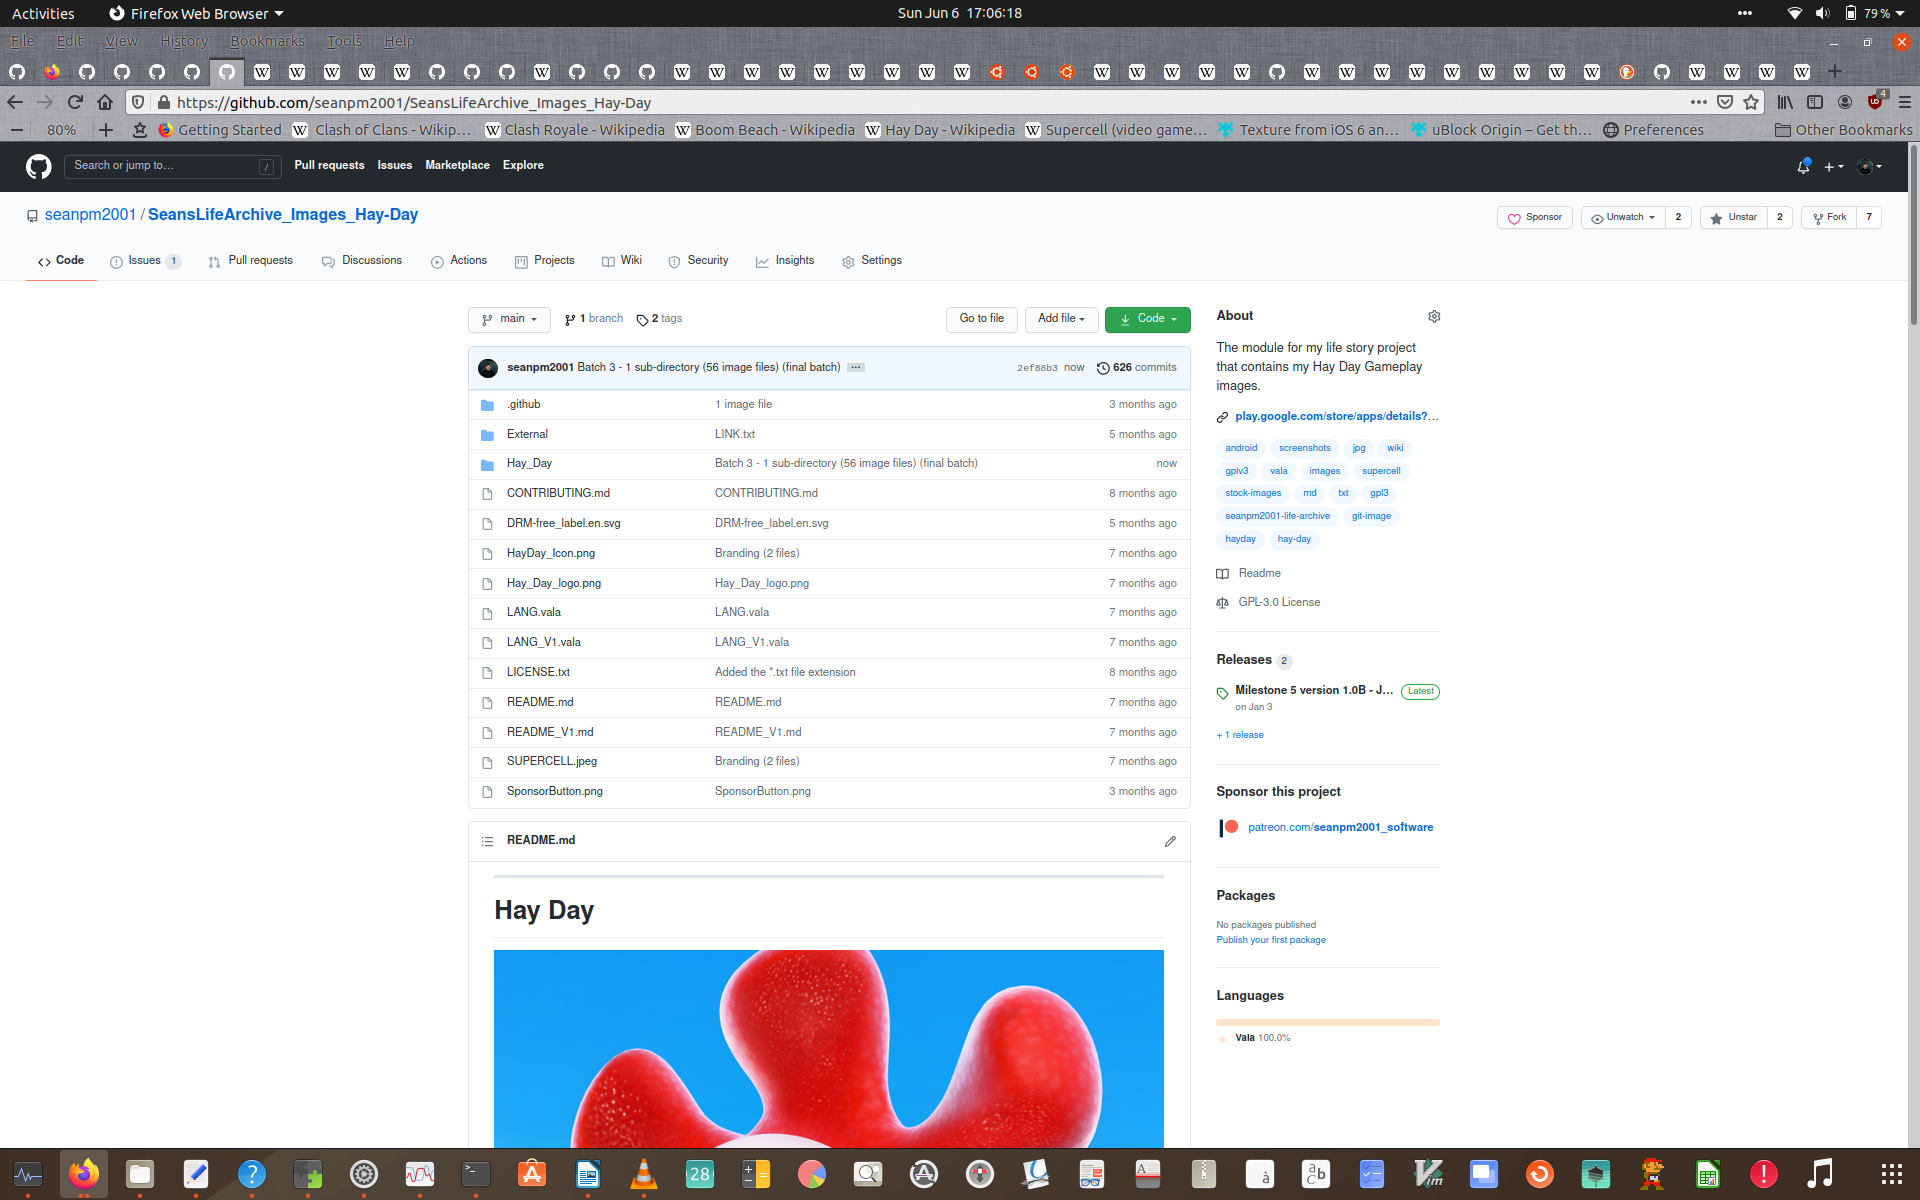 Activities Firefox Web Browser Sun Jun 6 17:06:18 79 %
File Edit View History Bookmarks Tools Help
https://github.com/seanpm2001/SeansLifeArchive_Images_Hay-Day 4
80% Getting Started Clash of Clans - Wikip… Clash Royale - Wikipedia Boom Beach - Wikipedia Hay Day - Wikipedia Supercell (video game… Texture from iOS 6 an… uBlock Origin – Get th… Preferences Other Bookmarks
Search or jump to… / Pull requests Issues Marketplace Explore
seanpm2001 / SeansLifeArchive_Images_Hay-Day Sponsor Unwatch 2 Unstar 2 Fork 7
Code Issues 1 Pull requests Discussions Actions Projects Wiki Security Insights Settings
main 1 branch 2 tags Go to file Add file Code
seanpm2001 Batch 3 - 1 sub-directory (56 image files) (final batch) ... 2ef88b3 now 626 commits
.github 1 image file 3 months ago
External LINK.txt 5 months ago
Hay_Day Batch 3 - 1 sub-directory (56 image files) (final batch) now
CONTRIBUTING.md CONTRIBUTING.md 8 months ago
DRM-free_label.en.svg DRM-free_label.en.svg 5 months ago
HayDay_Icon.png Branding (2 files) 7 months ago
Hay_Day_logo.png Hay_Day_logo.png 7 months ago
LANG.vala LANG.vala 7 months ago
LANG_V1.vala LANG_V1.vala 7 months ago
LICENSE.txt Added the *.txt file extension 8 months ago
README.md README.md 7 months ago
README_V1.md README_V1.md 7 months ago
SUPERCELL.jpeg Branding (2 files) 7 months ago
SponsorButton.png SponsorButton.png 3 months ago
README.md
Hay Day
About
The module for my life story project
that contains my Hay Day Gameplay
images.
play.google.com/store/apps/details?…
android screenshots jpg wiki
gplv3 vala images supercell
stock-images md txt gpl3
seanpm2001-life-archive git-image
hayday hay-day
Readme
GPL-3.0 License
Releases 2
Milestone 5 version 1.0B - J… Latest
on Jan 3
+ 1 release
Sponsor this project
patreon.com/seanpm2001_software
Packages
No packages published
Publish your first package
Languages
Vala 100.0%
28